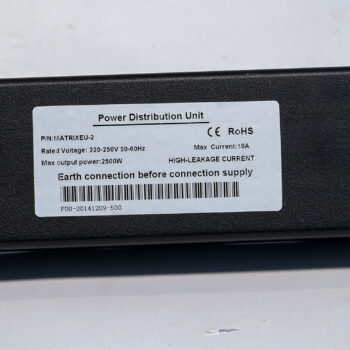 Power Distribution Unit
P/N:MATRIXEU-2
CE RoHS
Rated Voltage: 220-250V 50-60Hz Max Current:10A
Max output power:2500W HIGH-LEAKAGE CURRENT
Earth connection before connection supply
PDU-20141209-500